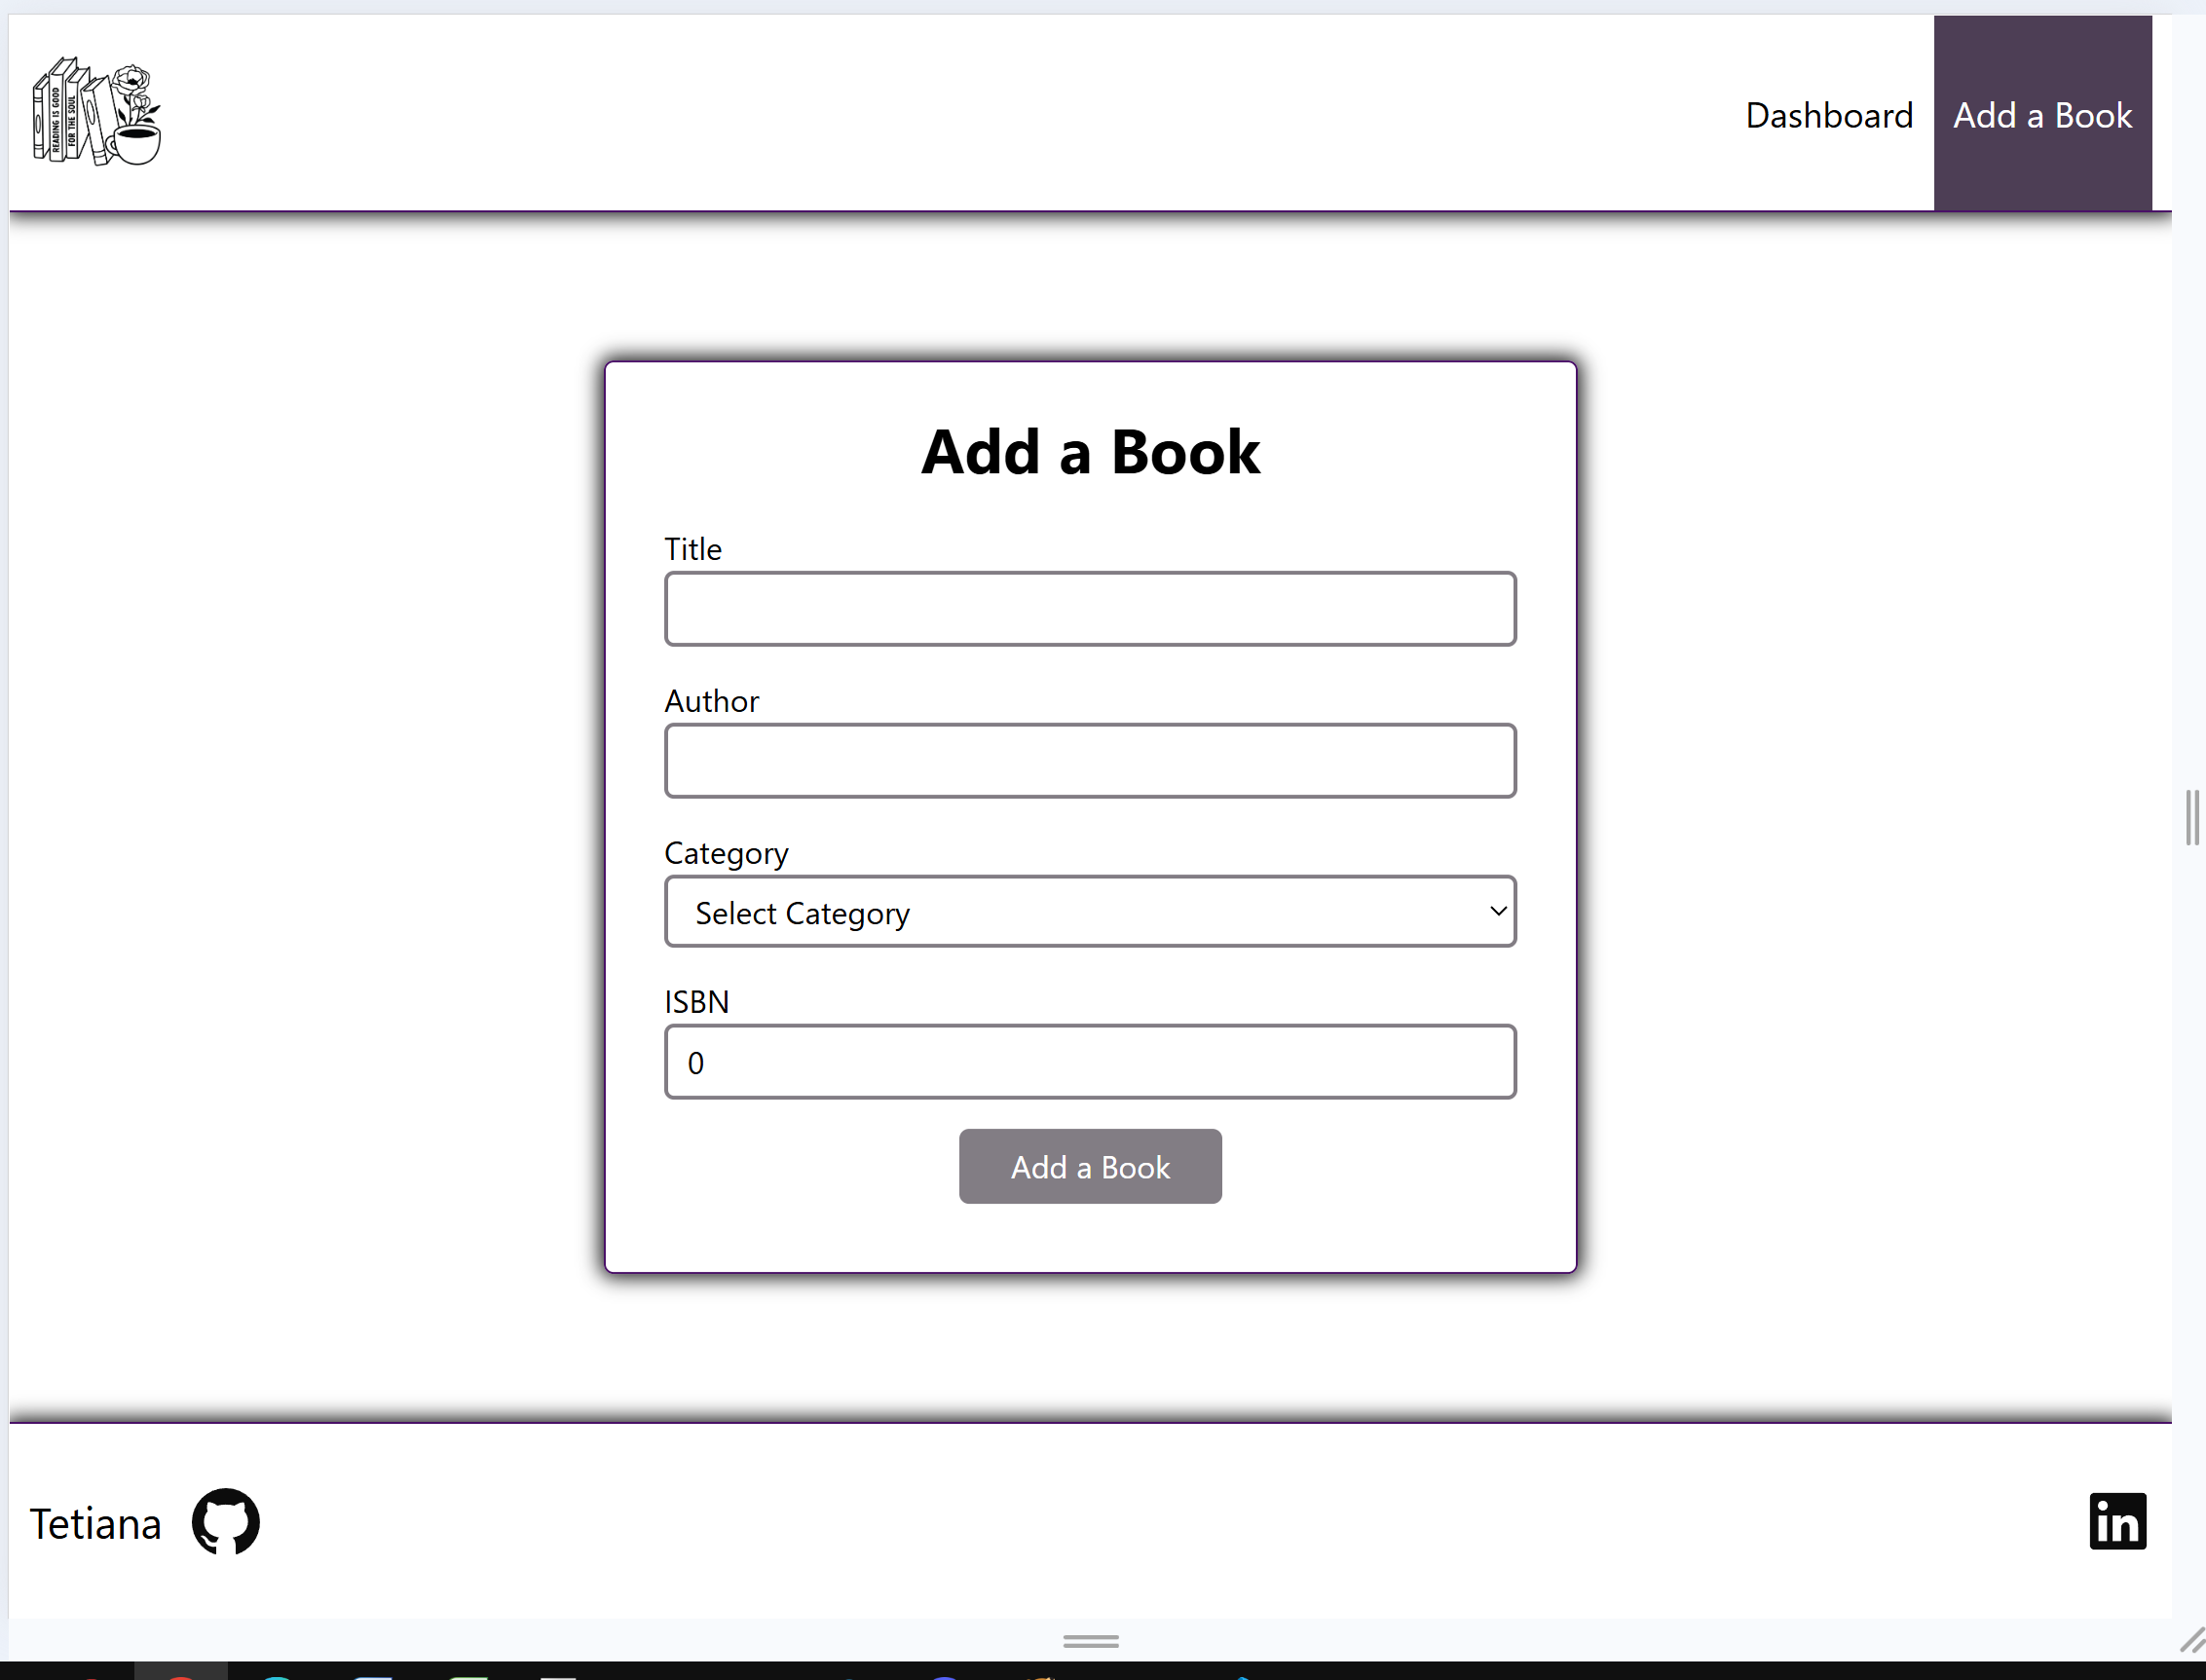 READING IS GOOD
FOR THE SOUL
Dashboard
Add a Book
Add a Book
Title
Author
Category
Select Category
ISBN
0
Add a Book
Tetiana
in